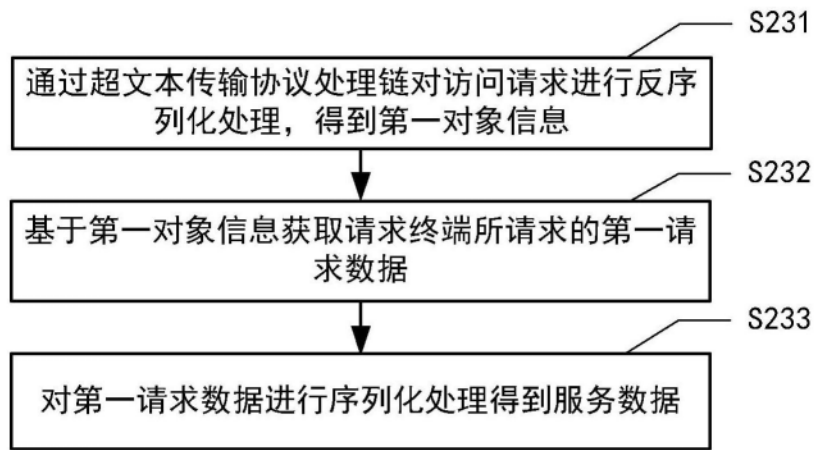 S231
通过超文本传输协议处理链对访问请求进行反序
列化处理，得到第一对象信息
S232
基于第一对象信息获取请求终端所请求的第一请
求数据
S233
对第一请求数据进行序列化处理得到服务数据